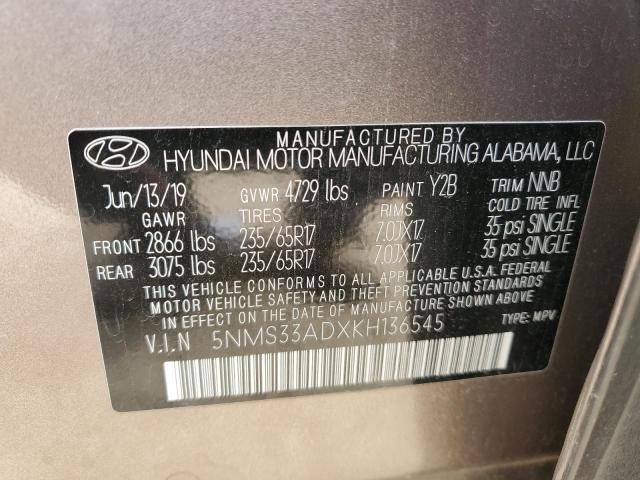 MANUFACTURED BY
HYUNDAI MOTOR MANUFACTURING ALABAMA, LLC
Jun/13/19 GVWR 4729 lbs PAINT Y2B TRIM NNB
GAWR TIRES RIMS COLD TIRE INFL
FRONT 2866 lbs 235/65R17 7.0JX17 35 psi SINGLE
REAR 3075 lbs 235/65R17 7.0JX17 35 psi SINGLE
THIS VEHICLE CONFORMS TO ALL APPLICABLE U.S.A. FEDERAL
MOTOR VEHICLE SAFETY AND BUMPER STANDARDS
IN EFFECT ON THE DATE OF MANUFACTURE SHOWN ABOVE.
V.I.N 5NMS33ADXKH136545 TYPE: MPV